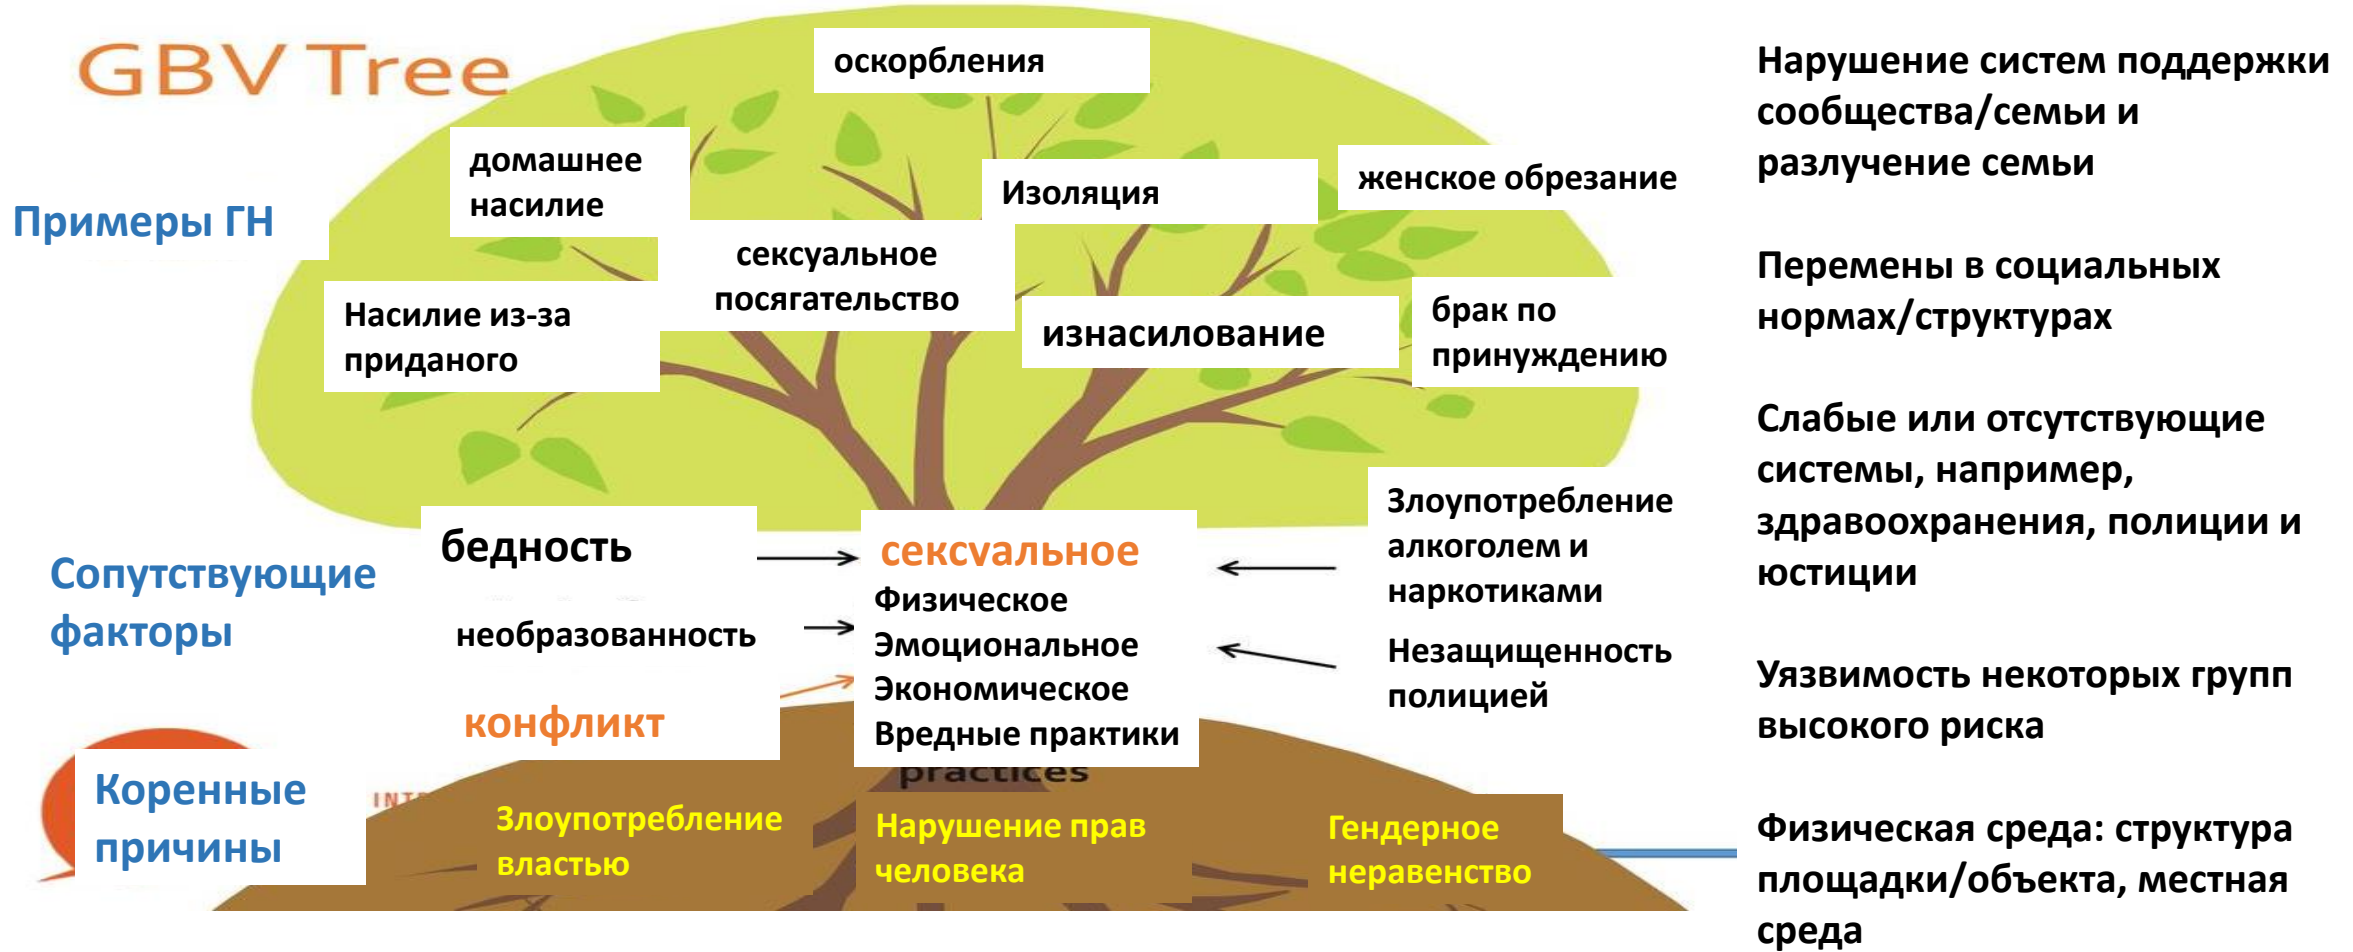 GBV Tree
оскорбления
домашнее
насилие
Изоляция
женское обрезание
Примеры ГН
сексуальное
посягательство
Насилие из-за
приданого
изнасилование
брак по
принуждению
Сопутствующие
факторы
бедность
необразованность
конфликт
сексуальное
Физическое
Эмоциональное
Экономическое
Вредные практики
practices
Злоупотребление
алкоголем и
наркотиками
Незащищенность
полицией
Коренные
причины
Злоупотребление
властью
Нарушение прав
человека
Гендерное
неравенство
Нарушение систем поддержки
сообщества/семьи и
разлучение семьи
Перемены в социальных
нормах/структурах
Слабые или отсутствующие
системы, например,
здравоохранения, полиции и
юстиции
Уязвимость некоторых групп
высокого риска
Физическая среда: структура
площадки/объекта, местная
среда